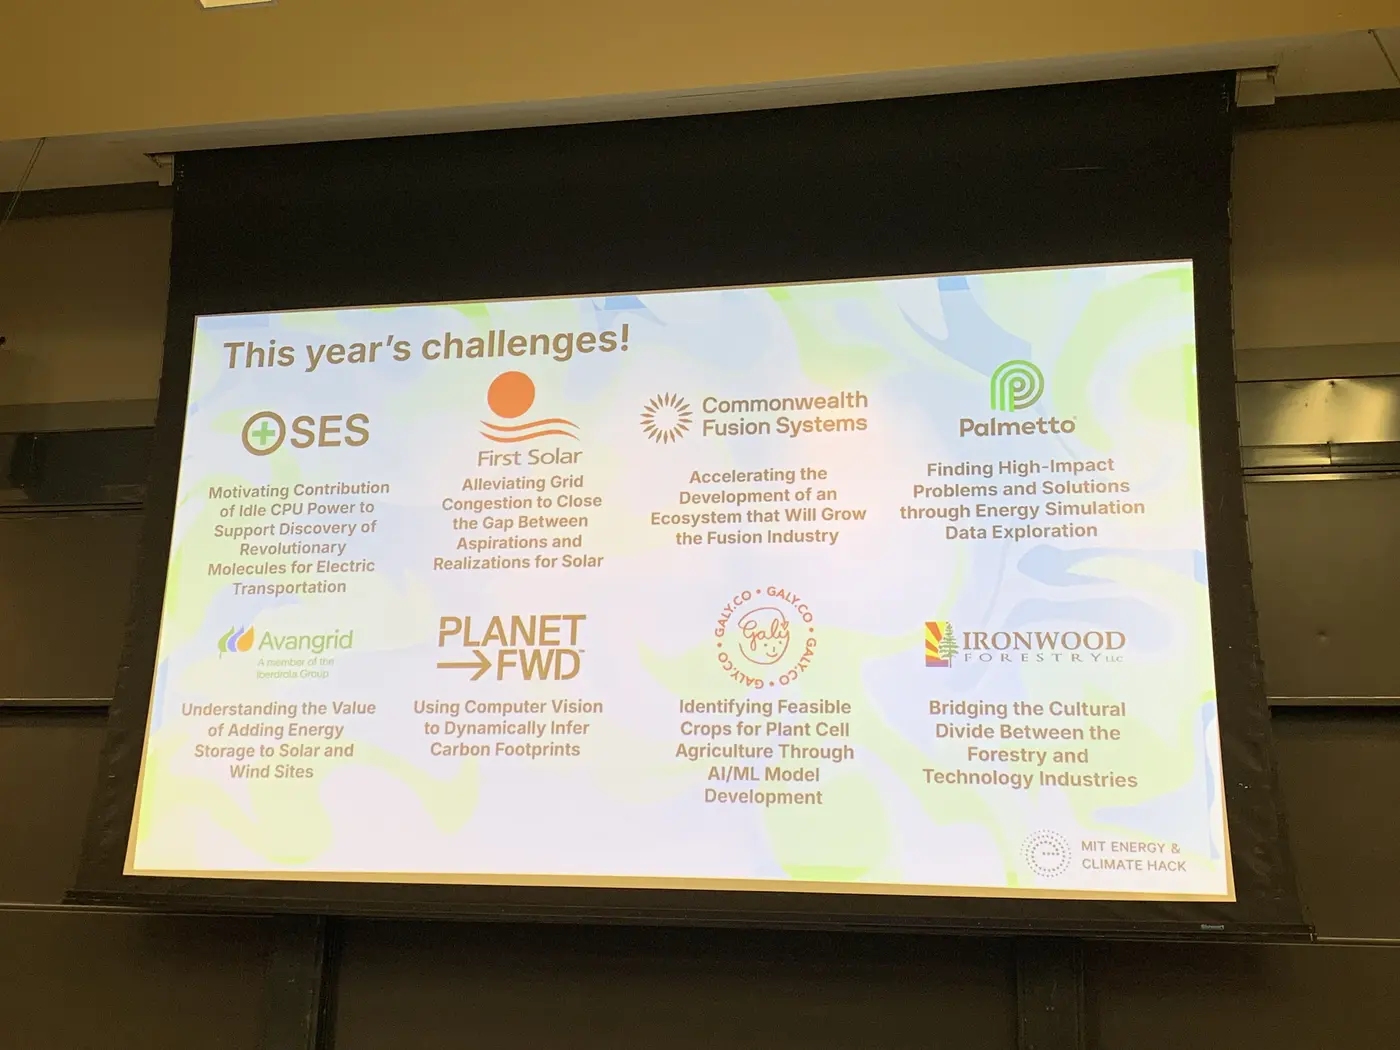 This year's challenges!
SES
Motivating Contribution
of Idle CPU Power to
Support Discovery of
Revolutionary
Molecules for Electric
Transportation
First Solar
Alleviating Grid
Congestion to Close
the Gap Between
Aspirations and
Realizations for Solar
Commonwealth
Fusion Systems
Accelerating the
Development of an
Ecosystem that Will Grow
the Fusion Industry
Palmetto
Finding High-Impact
Problems and Solutions
through Energy Simulation
Data Exploration
Avangrid
A member of the
Iberdrola Group
Understanding the Value
of Adding Energy
Storage to Solar and
Wind Sites
PLANET
FWD™
Using Computer Vision
to Dynamically Infer
Carbon Footprints
GALY.CO • GALY.CO • GALY.CO • GALY.CO •
Galy
Identifying Feasible
Crops for Plant Cell
Agriculture Through
AI/ML Model
Development
IRONWOOD
FORESTRY LLC
Bridging the Cultural
Divide Between the
Forestry and
Technology Industries
MIT ENERGY &
CLIMATE HACK